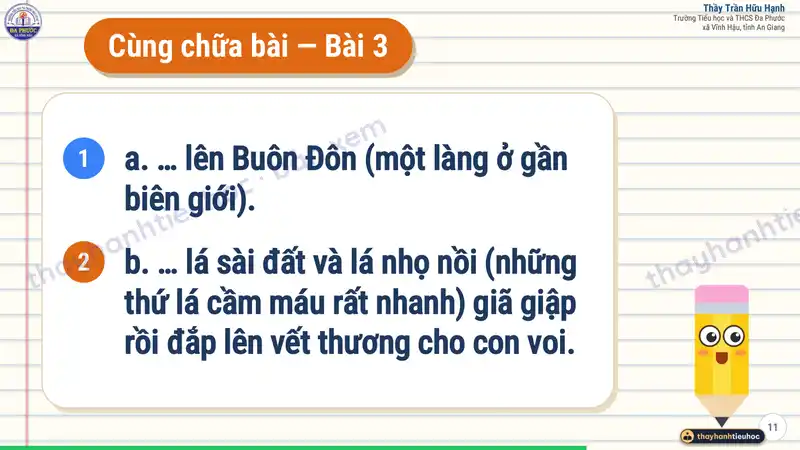 Thầy Trần Hữu Hạnh
Trường Tiểu học và THCS Đa Phước
xã Vĩnh Hậu, tỉnh An Giang
ĐA PHƯỚC
Cùng chữa bài – Bài 3
1
a. ... lên Buôn Đôn (một làng ở gần
biên giới).
2
b. ... lá sài đất và lá nhọ nồi (những
thứ lá cầm máu rất nhanh) giã giập
rồi đắp lên vết thương cho con voi.
thayhanhtieuhoc
11